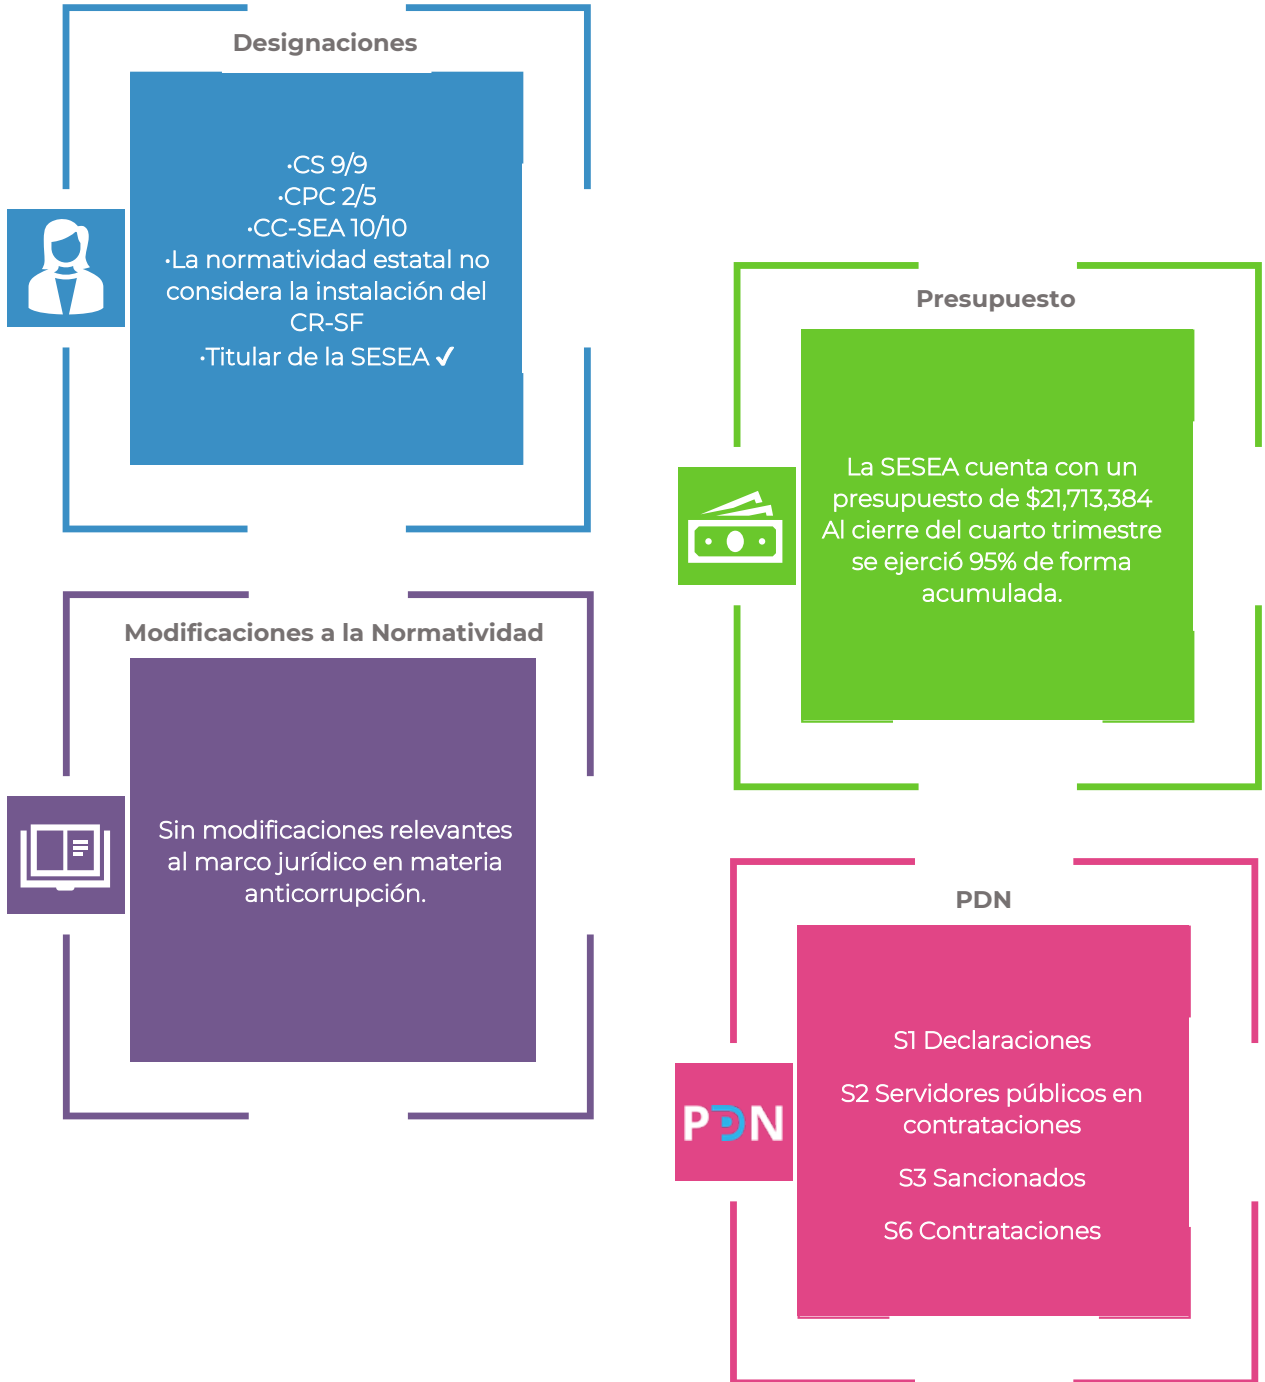 Designaciones
•CS 9/9
•CPC 2/5
•CC-SEA 10/10
•La normatividad estatal no
considera la instalación del
CR-SF
•Titular de la SESEA ✓
Presupuesto
La SESEA cuenta con un
presupuesto de $21,713,384
Al cierre del cuarto trimestre
se ejerció 95% de forma
acumulada.
Modificaciones a la Normatividad
Sin modificaciones relevantes
al marco jurídico en materia
anticorrupción.
PDN
PDN
S1 Declaraciones
S2 Servidores públicos en
contrataciones
S3 Sancionados
S6 Contrataciones